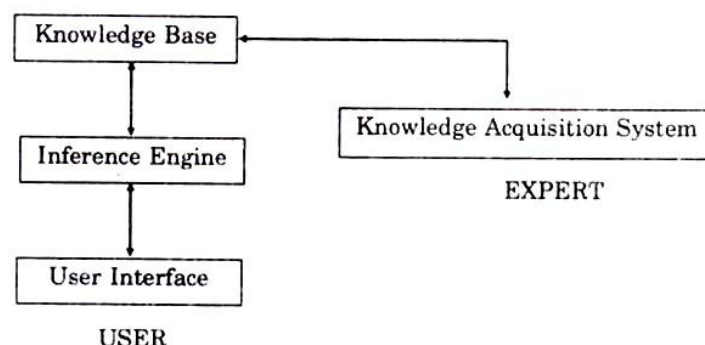 Knowledge Base
Knowledge Acquisition System
Inference Engine
EXPERT
User Interface
USER